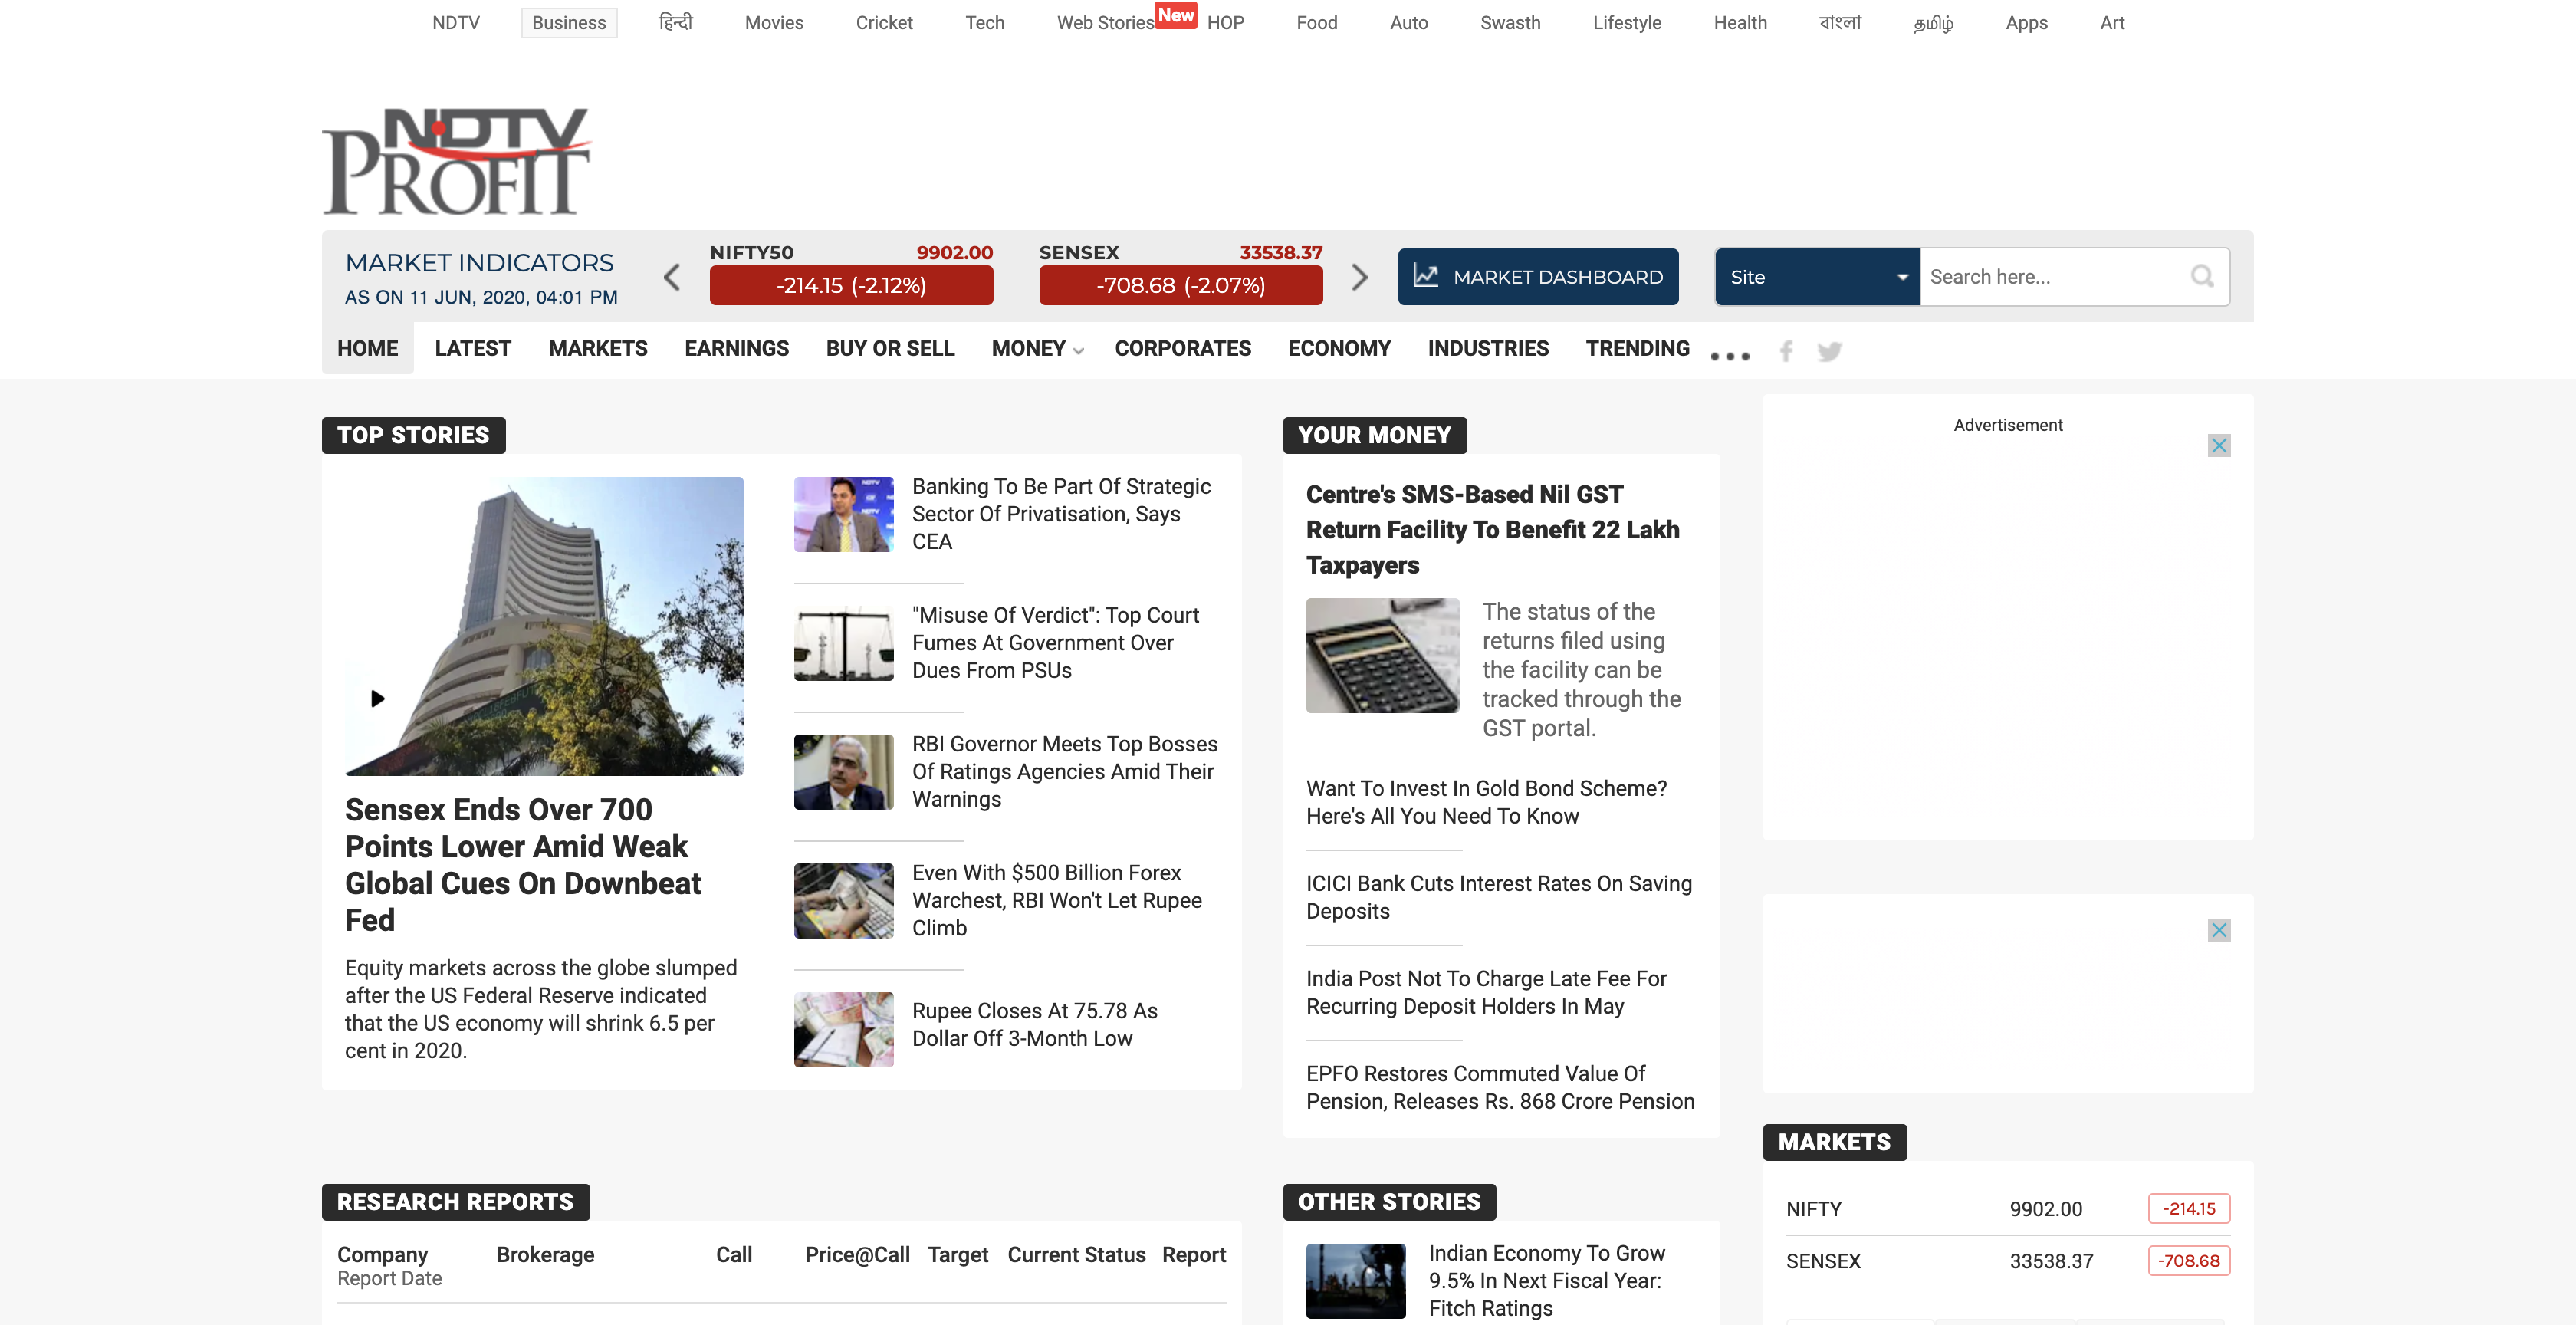 NDTV
Business
हिन्दी
Movies
Cricket
Tech
Web Stories
New
HOP
Food
Auto
Swasth
Lifestyle
Health
বাংলা
தமிழ்
Apps
Art
NDTV
PROFIT
MARKET INDICATORS
AS ON 11 JUN, 2020, 04:01 PM
NIFTY50 9902.00
-214.15 (-2.12%)
SENSEX 33538.37
-708.68 (-2.07%)
MARKET DASHBOARD
Site
Search here...
HOME
LATEST
MARKETS
EARNINGS
BUY OR SELL
MONEY
CORPORATES
ECONOMY
INDUSTRIES
TRENDING
TOP STORIES
Sensex Ends Over 700
Points Lower Amid Weak
Global Cues On Downbeat
Fed
Equity markets across the globe slumped
after the US Federal Reserve indicated
that the US economy will shrink 6.5 per
cent in 2020.
Banking To Be Part Of Strategic
Sector Of Privatisation, Says
CEA
"Misuse Of Verdict": Top Court
Fumes At Government Over
Dues From PSUs
RBI Governor Meets Top Bosses
Of Ratings Agencies Amid Their
Warnings
Even With $500 Billion Forex
Warchest, RBI Won't Let Rupee
Climb
Rupee Closes At 75.78 As
Dollar Off 3-Month Low
YOUR MONEY
Centre's SMS-Based Nil GST
Return Facility To Benefit 22 Lakh
Taxpayers
The status of the
returns filed using
the facility can be
tracked through the
GST portal.
Want To Invest In Gold Bond Scheme?
Here's All You Need To Know
ICICI Bank Cuts Interest Rates On Saving
Deposits
India Post Not To Charge Late Fee For
Recurring Deposit Holders In May
EPFO Restores Commuted Value Of
Pension, Releases Rs. 868 Crore Pension
Advertisement
MARKETS
NIFTY 9902.00 -214.15
SENSEX 33538.37 -708.68
RESEARCH REPORTS
Company Brokerage Call Price@Call Target Current Status Report
Report Date
OTHER STORIES
Indian Economy To Grow
9.5% In Next Fiscal Year:
Fitch Ratings